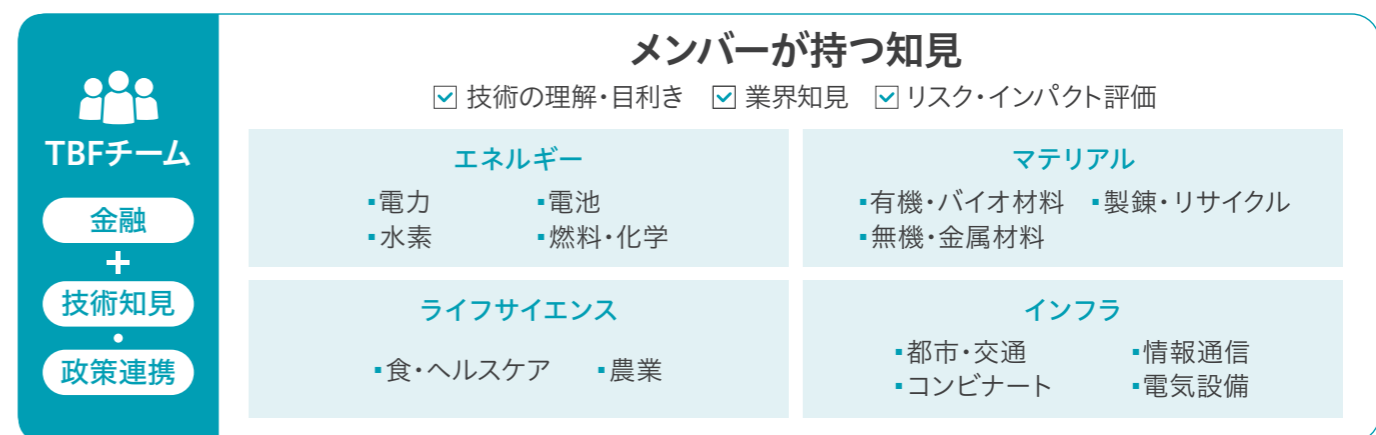 TBFチーム
金融
+
技術知見
・
政策連携
メンバーが持つ知見
技術の理解・目利き 業界知見 リスク・インパクト評価
エネルギー
▪電力 ▪電池
▪水素 ▪燃料・化学
マテリアル
▪有機・バイオ材料 ▪製錬・リサイクル
▪無機・金属材料
ライフサイエンス
▪食・ヘルスケア ▪農業
インフラ
▪都市・交通 ▪情報通信
▪コンビナート ▪電気設備